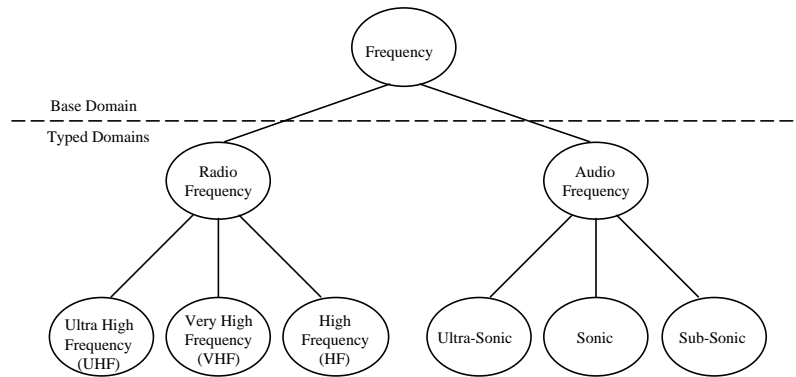 Frequency
Base Domain
Typed Domains
Radio
Frequency
Audio
Frequency
Ultra High
Frequency
(UHF)
Very High
Frequency
(VHF)
High
Frequency
(HF)
Ultra-Sonic
Sonic
Sub-Sonic